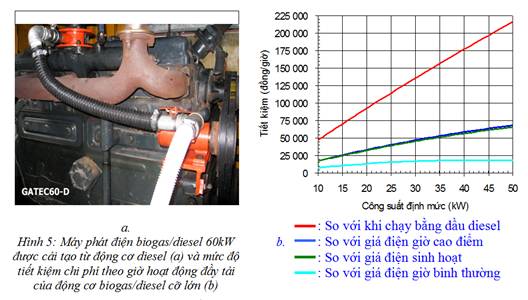 GATEC60-D
a.
Hình 5: Máy phát điện biogas/diesel 60kW
được cải tạo từ động cơ diesel (a) và mức độ
tiết kiệm chi phí theo giờ hoạt động đầy tải
của động cơ biogas/diesel cỡ lớn (b)
Tiết kiệm (đồng/giờ)
225 000
200 000
175 000
150 000
125 000
100 000
75 000
50 000
25 000
0
10 15 20 25 30 35 40 45 50
Công suất định mức (kW)
: So với khi chạy bằng dầu diesel
b. : So với giá điện giờ cao điểm
: So với giá điện sinh hoạt
: So với giá điện giờ bình thường